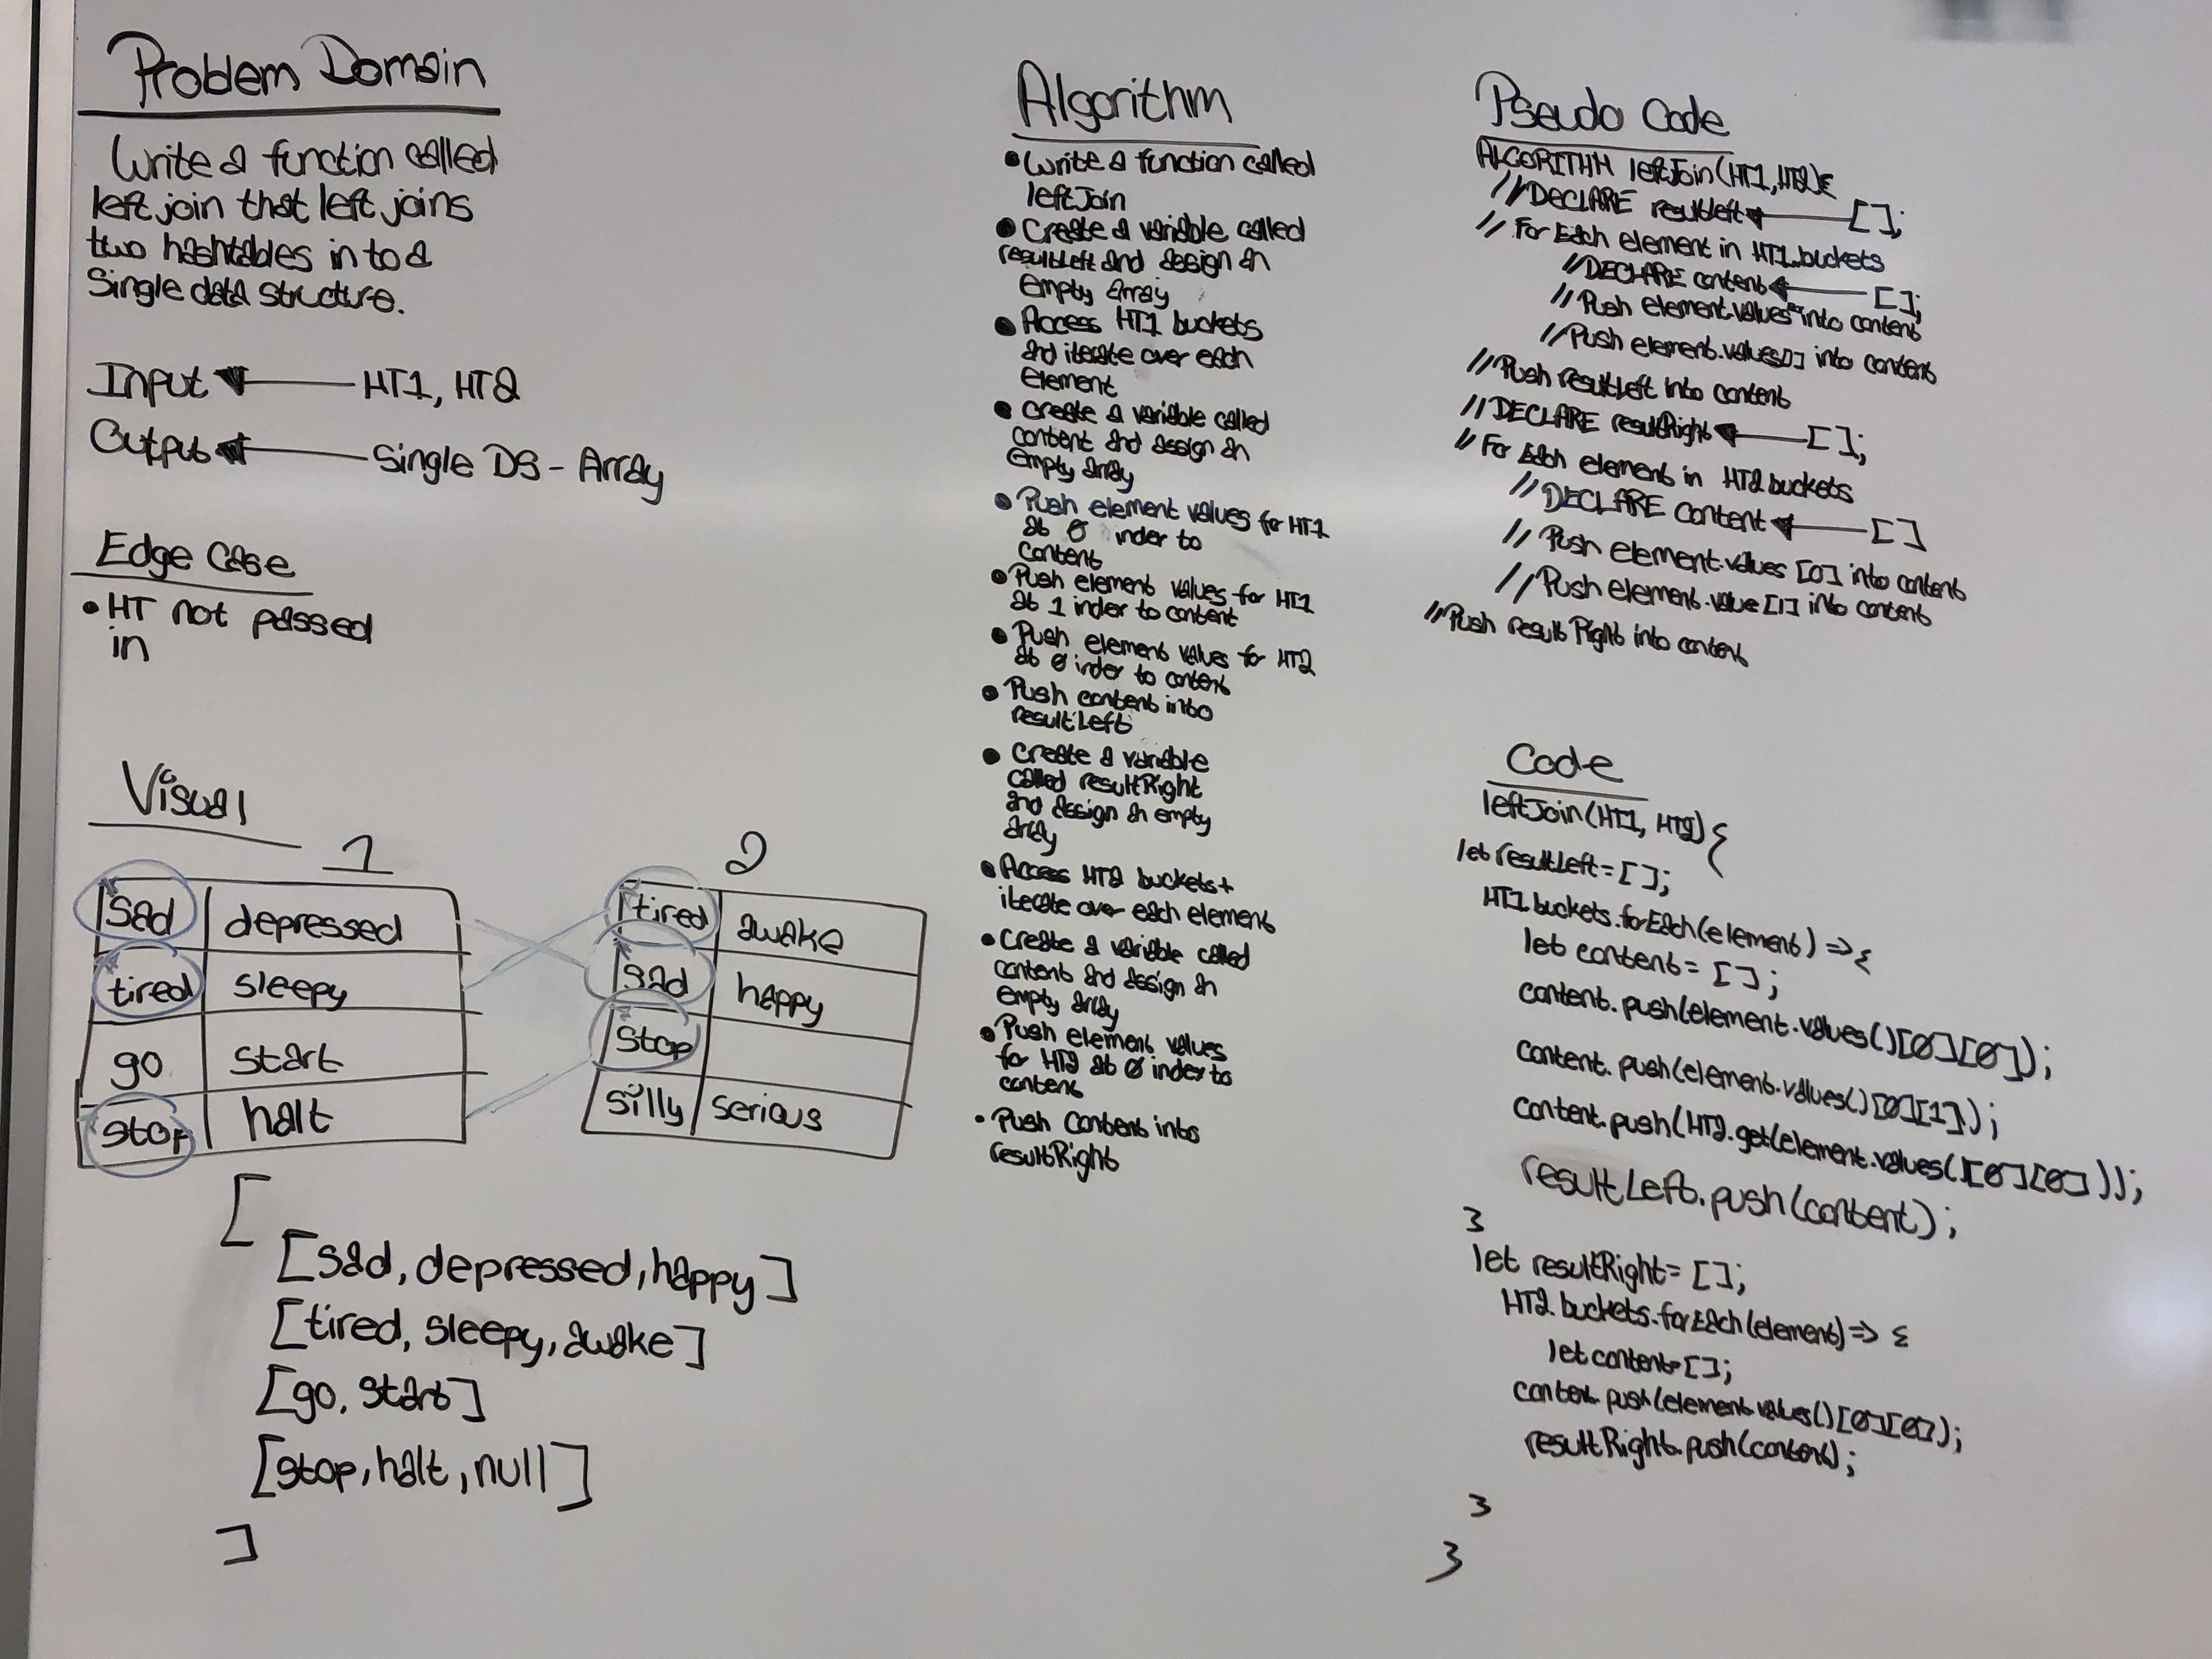 Problem Domain
Write a function called
left join that left joins
two hashtables in to a
Single data structure.
Input ← HT1, HT2
Output ← Single DS - Array
Edge Case
• HT not passed
in
Visual
1
sad depressed
tired sleepy
go start
stop halt
2
tired awake
sad happy
stop
silly serious
[
[sad, depressed, happy]
[tired, sleepy, awake]
[go, start]
[stop, halt, null]
]
Algorithm
• Write a function called
leftJoin
• Create a variable called
resultLeft and assign an
empty array
• Access HT1 buckets
and iterate over each
element
• Create a variable called
content and assign an
empty array
• Push element values for HT1
at 0 index to
content
• Push element values for HT1
at 1 index to content
• Push element values for HT2
at 0 index to content
• Push content into
resultLeft
• Create a variable
called resultRight
and assign an empty
array
• Access HT2 buckets +
iterate over each element
• Create a variable called
content and assign an
empty array
• Push element values
for HT2 at 0 index to
content
• Push Content into
resultRight
Pseudo Code
ALGORITHM leftJoin(HT1, HT2){
// DECLARE resultLeft ← [];
// For Each element in HT1.buckets
// DECLARE content ← [];
// Push element.values into content
// Push element.values[1] into content
// Push resultLeft into content
// DECLARE resultRight ← [];
// For Each element in HT2 buckets
// DECLARE Content ← []
// Push element.values [0] into content
// Push element.value [1] into content
// Push resultRight into content
Code
leftJoin(HT1, HT2) {
let resultLeft = [];
HT1.buckets.forEach(element) => {
let content = [];
content.push(element.values()[0][0]);
content.push(element.values()[0][1]);
content.push(HT2.get(element.values()[0][0]));
resultLeft.push(content);
}
let resultRight = [];
HT2.buckets.forEach(element) => {
let content = [];
content.push(element.values()[0][0]);
resultRight.push(content);
}
}